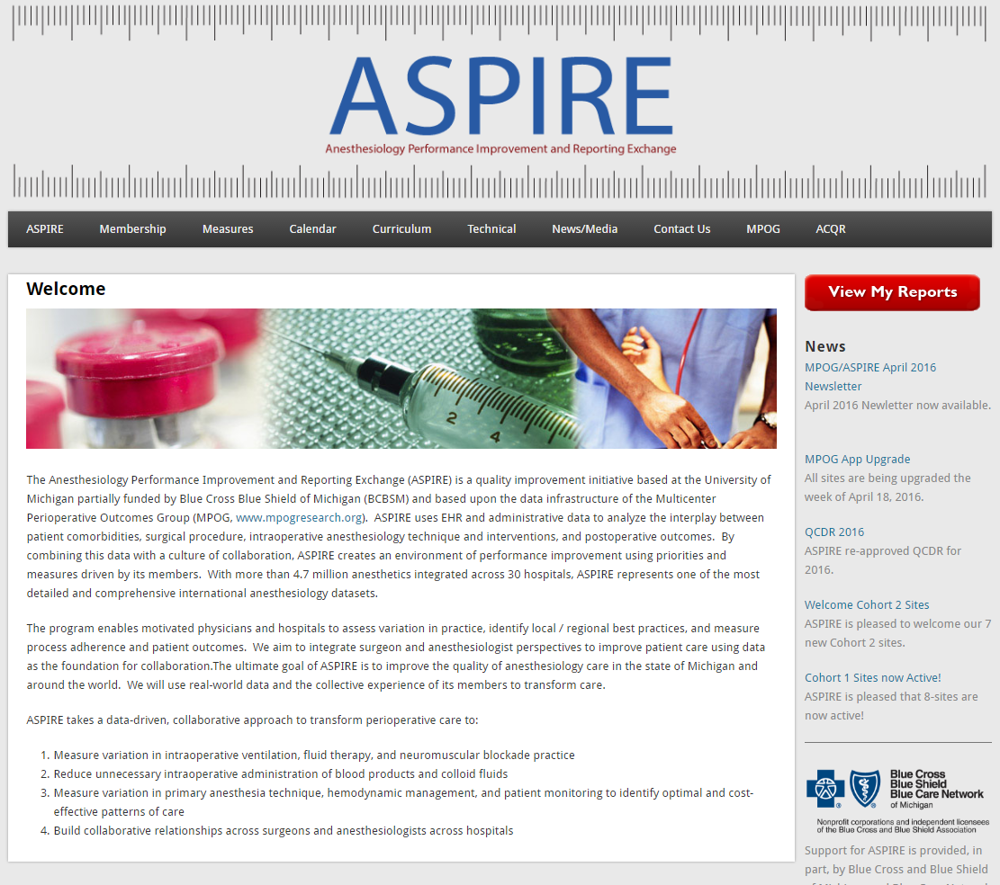 ASPIRE
Anesthesiology Performance Improvement and Reporting Exchange
ASPIRE Membership Measures Calendar Curriculum Technical News/Media Contact Us MPOG ACQR
Welcome
2
4
The Anesthesiology Performance Improvement and Reporting Exchange (ASPIRE) is a quality improvement initiative based at the University of
Michigan partially funded by Blue Cross Blue Shield of Michigan (BCBSM) and based upon the data infrastructure of the Multicenter
Perioperative Outcomes Group (MPOG, www.mpogresearch.org).  ASPIRE uses EHR and administrative data to analyze the interplay between
patient comorbidities, surgical procedure, intraoperative anesthesiology technique and interventions, and postoperative outcomes.  By
combining this data with a culture of collaboration, ASPIRE creates an environment of performance improvement using priorities and
measures driven by its members.  With more than 4.7 million anesthetics integrated across 30 hospitals, ASPIRE represents one of the most
detailed and comprehensive international anesthesiology datasets.
The program enables motivated physicians and hospitals to assess variation in practice, identify local / regional best practices, and measure
process adherence and patient outcomes.  We aim to integrate surgeon and anesthesiologist perspectives to improve patient care using data
as the foundation for collaboration.The ultimate goal of ASPIRE is to improve the quality of anesthesiology care in the state of Michigan and
around the world.  We will use real-world data and the collective experience of its members to transform care.
ASPIRE takes a data-driven, collaborative approach to transform perioperative care to:
1. Measure variation in intraoperative ventilation, fluid therapy, and neuromuscular blockade practice
2. Reduce unnecessary intraoperative administration of blood products and colloid fluids
3. Measure variation in primary anesthesia technique, hemodynamic management, and patient monitoring to identify optimal and cost-
effective patterns of care
4. Build collaborative relationships across surgeons and anesthesiologists across hospitals
View My Reports
News
MPOG/ASPIRE April 2016
Newsletter
April 2016 Newletter now available.
MPOG App Upgrade
All sites are being upgraded the
week of April 18, 2016.
QCDR 2016
ASPIRE re-approved QCDR for
2016.
Welcome Cohort 2 Sites
ASPIRE is pleased to welcome our 7
new Cohort 2 sites.
Cohort 1 Sites now Active!
ASPIRE is pleased that 8-sites are
now active!
Blue Cross
Blue Shield
Blue Care Network
of Michigan
Nonprofit corporations and independent licensees
of the Blue Cross and Blue Shield Association
Support for ASPIRE is provided, in
part, by Blue Cross and Blue Shield